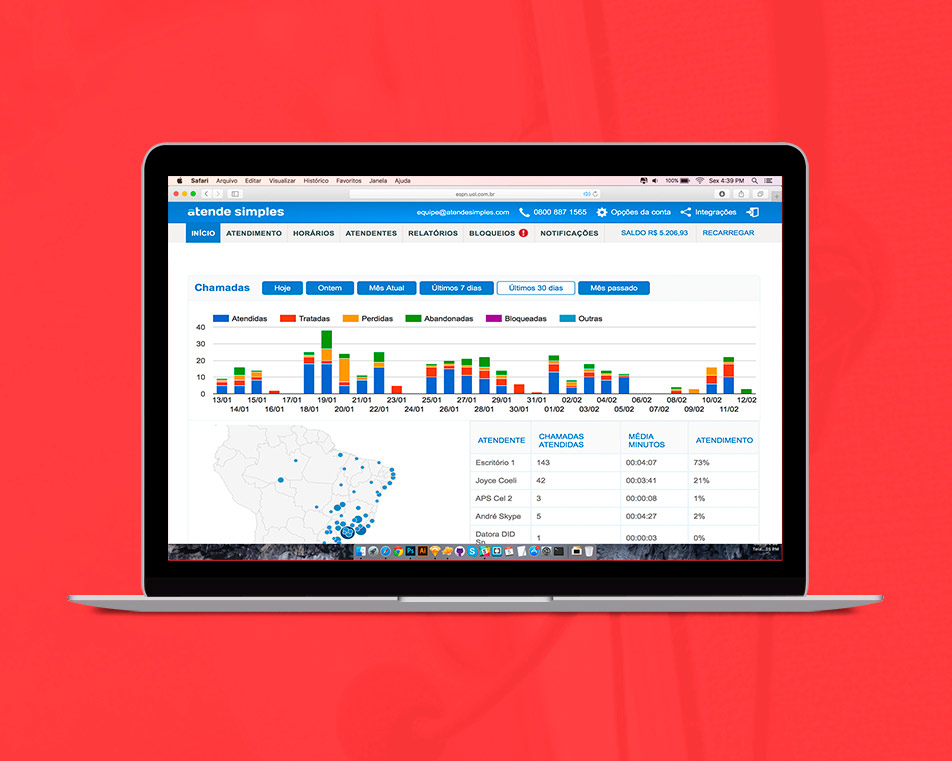 Safari Arquivo Editar Visualizar Histórico Favoritos Janela Ajuda 100% Sex 4:39 PM
espn.uol.com.br
atende simples equipe@atendesimples.com 0800 887 1565 Opções da conta Integrações
INÍCIO ATENDIMENTO HORÁRIOS ATENDENTES RELATÓRIOS BLOQUEIOS ! NOTIFICAÇÕES SALDO R$ 5.206,93 RECARREGAR
Chamadas Hoje Ontem Mês Atual Últimos 7 dias Últimos 30 dias Mês passado
Atendidas Tratadas Perdidas Abandonadas Bloqueadas Outras
40
30
20
10
0
13/01 15/01 17/01 19/01 21/01 23/01 25/01 27/01 29/01 31/01 02/02 04/02 06/02 08/02 10/02 12/02
14/01 16/01 18/01 20/01 22/01 24/01 26/01 28/01 30/01 01/02 03/02 05/02 07/02 09/02 11/02
ATENDENTE CHAMADAS ATENDIDAS MÉDIA MINUTOS ATENDIMENTO
Escritório 1 143 00:04:07 73%
Joyce Coeli 42 00:03:41 21%
APS Cel 2 3 00:00:08 1%
André Skype 5 00:04:27 2%
Datora DID Sp 1 00:00:03 0%
Ps Ai